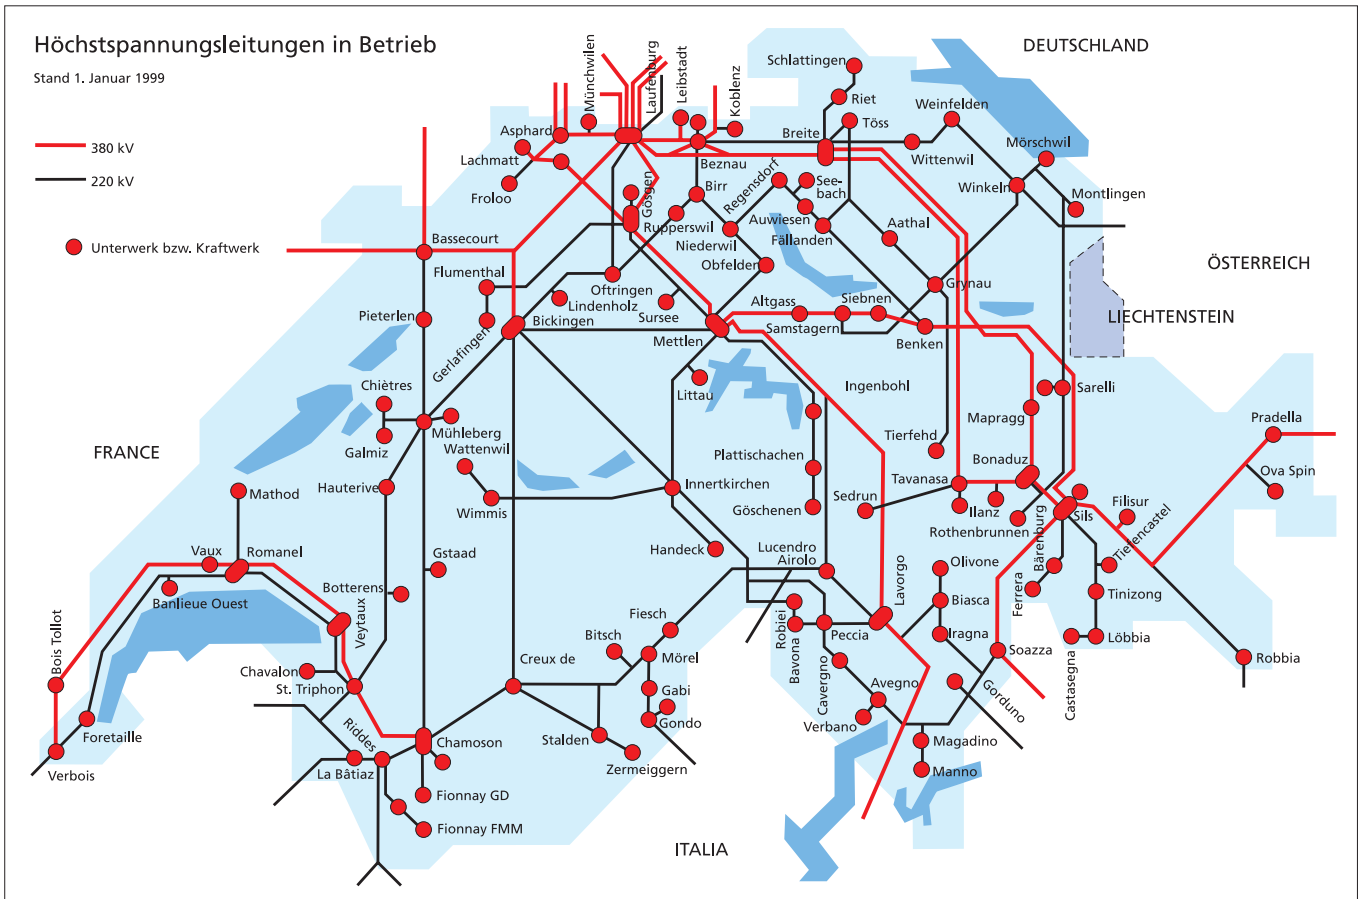 Höchstspannungsleitungen in Betrieb
Stand 1. Januar 1999
380 kV
220 kV
Unterwerk bzw. Kraftwerk
DEUTSCHLAND
ÖSTERREICH
LIECHTENSTEIN
FRANCE
ITALIA
Münchwilen
Laufenburg
Leibstadt
Koblenz
Schlattingen
Riet
Töss
Weinfelden
Mörschwil
Asphard
Lachmatt
Froloo
Beznau
Breite
Wittenwil
Winkeln
Montlingen
Birr
Regensdorf
See-
bach
Gösgen
Rupperswil
Niederwil
Auwiesen
Fällanden
Aathal
Bassecourt
Flumenthal
Obfelden
Oftringen
Lindenholz
Sursee
Grynau
Altgass
Siebnen
Samstagern
Benken
Pieterlen
Gerlafingen
Bickingen
Mettlen
Littau
Ingenbohl
Sarelli
Mapragg
Chiètres
Galmiz
Mühleberg
Wattenwil
Tierfehd
Pradella
Ova Spin
Plattischachen
Bonaduz
Tavanasa
Hauterive
Wimmis
Innertkirchen
Göschenen
Sedrun
Ilanz
Rothenbrunnen
Sils
Filisur
Tiefencastel
Bärenburg
Mathod
Handeck
Lucendro
Airolo
Lavorgo
Olivone
Biasca
Iragna
Ferrera
Tinizong
Löbbia
Castasegna
Vaux
Romanel
Banlieue Ouest
Gstaad
Botterens
Veytaux
Fiesch
Bitsch
Mörel
Robiei
Bavona
Peccia
Cavergno
Soazza
Robbia
Bois Tollot
Chavalon
St. Triphon
Creux de
Gabi
Gondo
Avegno
Verbano
Gorduno
Foretaille
Verbois
Riddes
La Bâtiaz
Chamoson
Stalden
Zermeiggern
Magadino
Manno
Fionnay GD
Fionnay FMM